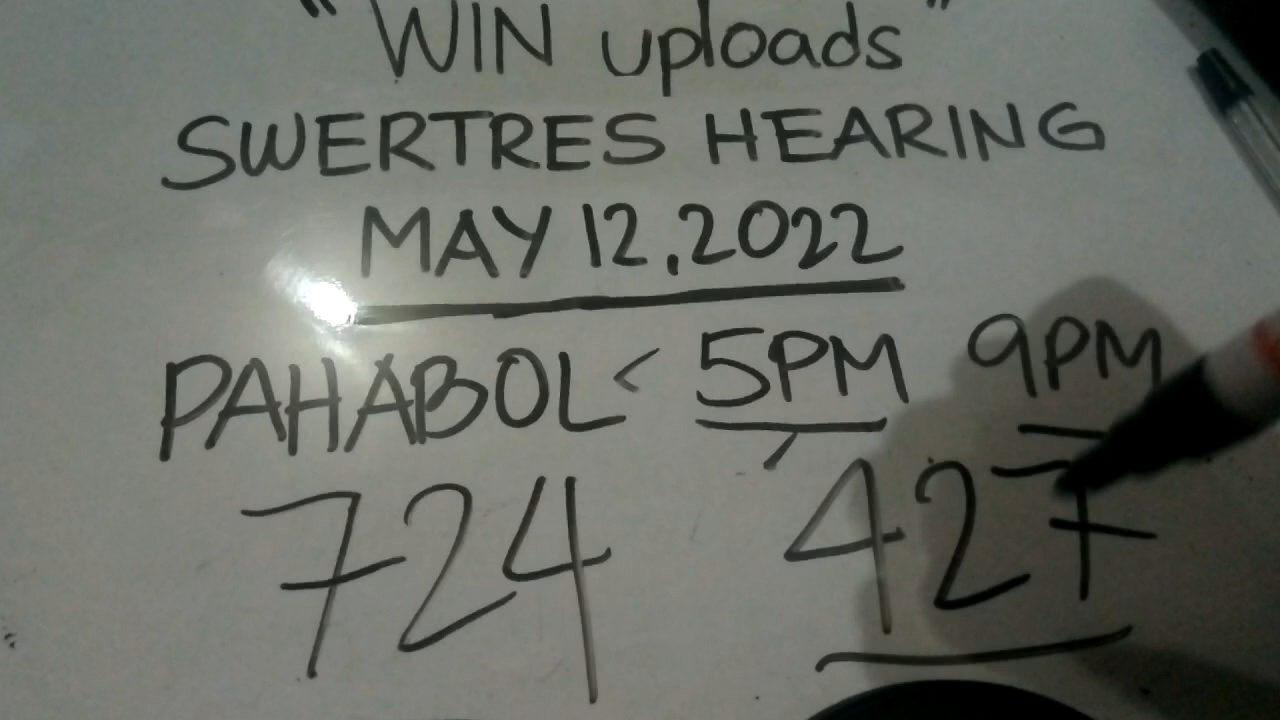 "WIN uploads"
SWERTRES HEARING
MAY 12, 2022
PAHABOL < 5PM 9PM
724 427